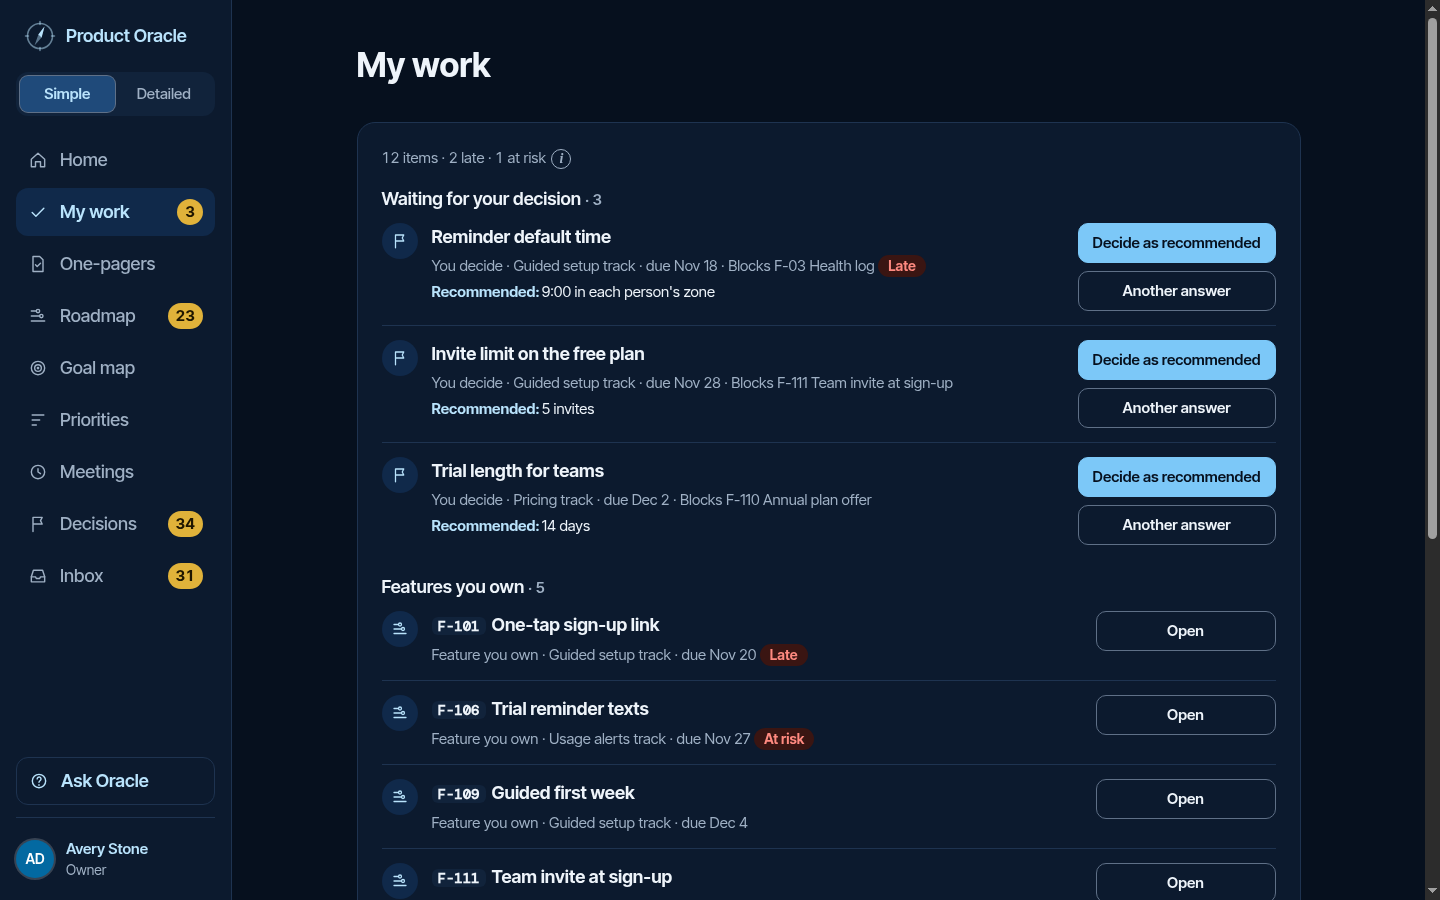 Product Oracle
Simple
Detailed
Home
My work
3
One-pagers
Roadmap
23
Goal map
Priorities
Meetings
Decisions
34
Inbox
31
Ask Oracle
AD
Avery Stone
Owner
My work
12 items · 2 late · 1 at risk i
Waiting for your decision · 3
Reminder default time
You decide · Guided setup track · due Nov 18 · Blocks F-03 Health log Late
Recommended: 9:00 in each person's zone
Decide as recommended
Another answer
Invite limit on the free plan
You decide · Guided setup track · due Nov 28 · Blocks F-111 Team invite at sign-up
Recommended: 5 invites
Decide as recommended
Another answer
Trial length for teams
You decide · Pricing track · due Dec 2 · Blocks F-110 Annual plan offer
Recommended: 14 days
Decide as recommended
Another answer
Features you own · 5
F-101 One-tap sign-up link
Feature you own · Guided setup track · due Nov 20 Late
Open
F-106 Trial reminder texts
Feature you own · Usage alerts track · due Nov 27 At risk
Open
F-109 Guided first week
Feature you own · Guided setup track · due Dec 4
Open
F-111 Team invite at sign-up
Open